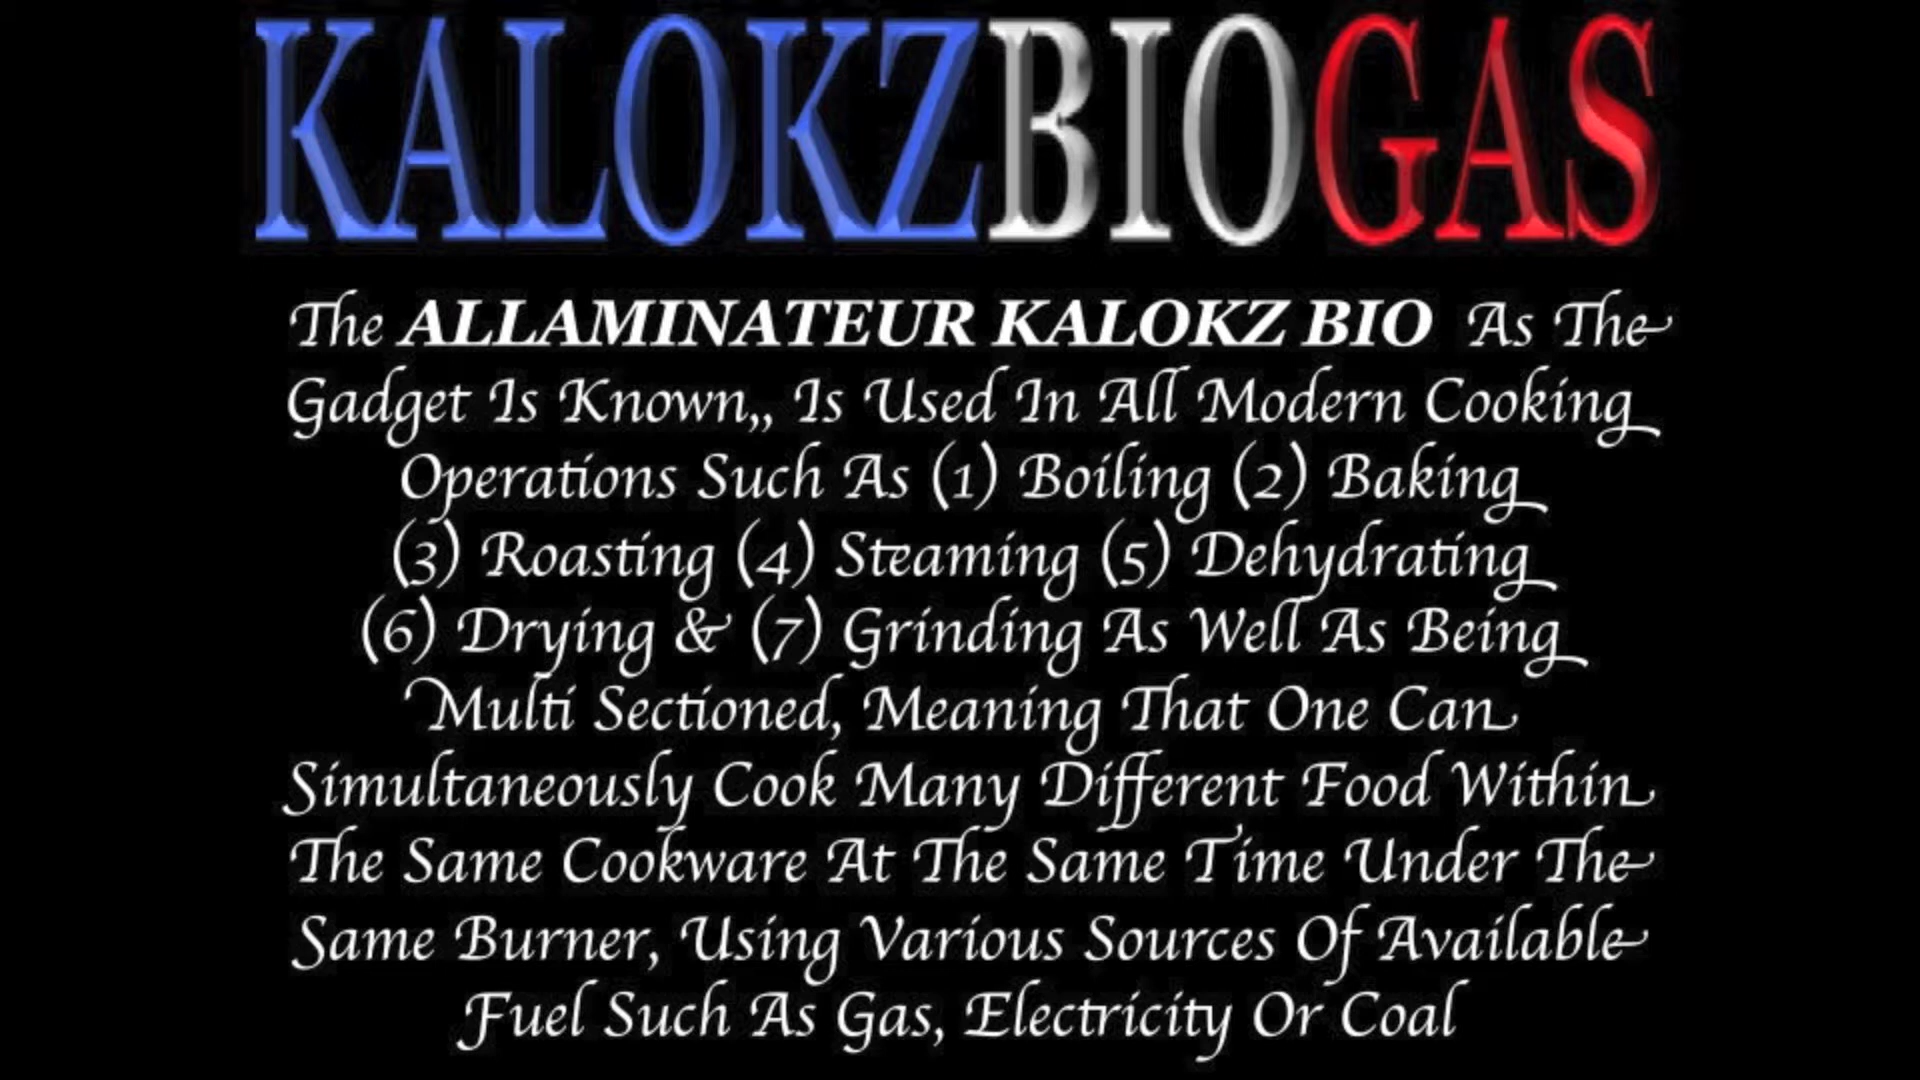 KALOKZBIOGAS
The ALLAMINATEUR KALOKZ BIO As The
Gadget Is Known,, Is Used In All Modern Cooking
Operations Such As (1) Boiling (2) Baking
(3) Roasting (4) Steaming (5) Dehydrating
(6) Drying & (7) Grinding As Well As Being
Multi Sectioned, Meaning That One Can
Simultaneously Cook Many Different Food Within
The Same Cookware At The Same Time Under The
Same Burner, Using Various Sources Of Available
Fuel Such As Gas, Electricity Or Coal